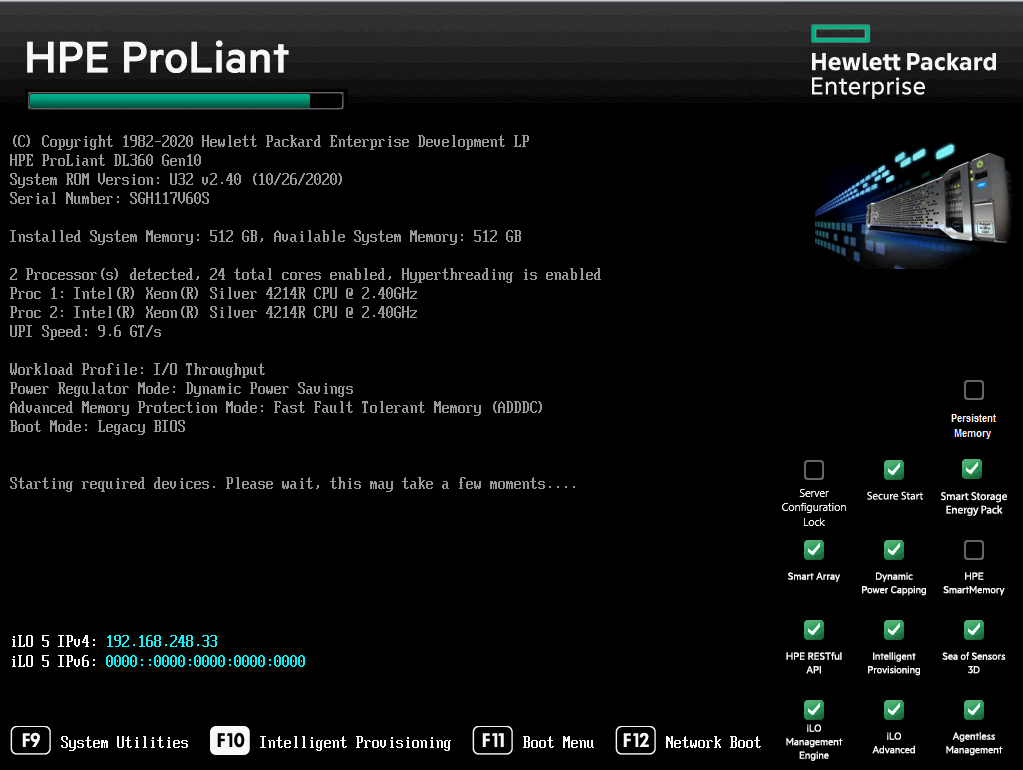 HPE ProLiant
Hewlett Packard
Enterprise
(C) Copyright 1982-2020 Hewlett Packard Enterprise Development LP
HPE ProLiant DL360 Gen10
System ROM Version: U32 v2.40 (10/26/2020)
Serial Number: SGH117V60S
Installed System Memory: 512 GB, Available System Memory: 512 GB
2 Processor(s) detected, 24 total cores enabled, Hyperthreading is enabled
Proc 1: Intel(R) Xeon(R) Silver 4214R CPU @ 2.40GHz
Proc 2: Intel(R) Xeon(R) Silver 4214R CPU @ 2.40GHz
UPI Speed: 9.6 GT/s
Workload Profile: I/O Throughput
Power Regulator Mode: Dynamic Power Savings
Advanced Memory Protection Mode: Fast Fault Tolerant Memory (ADDDC)
Boot Mode: Legacy BIOS
Starting required devices. Please wait, this may take a few moments....
Persistent
Memory
Server
Configuration
Lock
Secure Start
Smart Storage
Energy Pack
Smart Array
Dynamic
Power Capping
HPE
SmartMemory
HPE RESTful
API
Intelligent
Provisioning
Sea of Sensors
3D
iLO
Management
Engine
iLO
Advanced
Agentless
Management
iLO 5 IPv4: 192.168.248.33
iLO 5 IPv6: 0000::0000:0000:0000:0000
F9 System Utilities F10 Intelligent Provisioning F11 Boot Menu F12 Network Boot